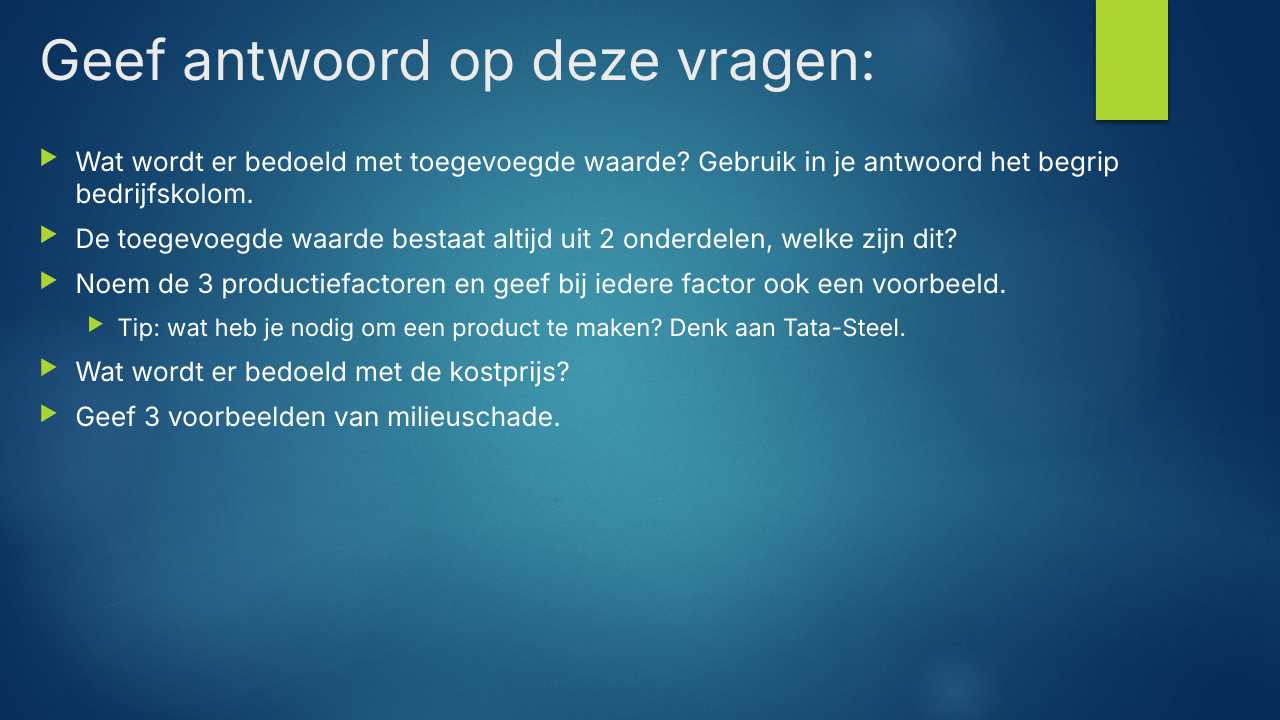 Geef antwoord op deze vragen:
Wat wordt er bedoeld met toegevoegde waarde? Gebruik in je antwoord het begrip
bedrijfskolom.
De toegevoegde waarde bestaat altijd uit 2 onderdelen, welke zijn dit?
Noem de 3 productiefactoren en geef bij iedere factor ook een voorbeeld.
Tip: wat heb je nodig om een product te maken? Denk aan Tata-Steel.
Wat wordt er bedoeld met de kostprijs?
Geef 3 voorbeelden van milieuschade.